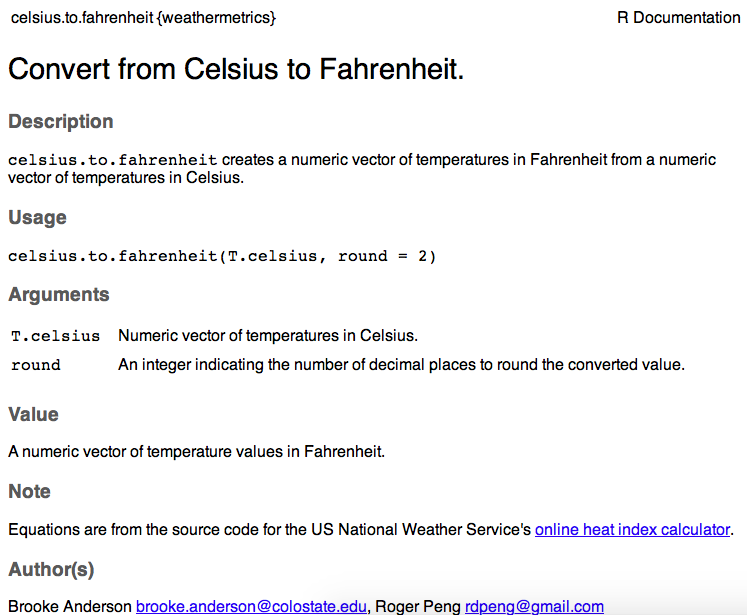 celsius.to.fahrenheit {weathermetrics} R Documentation
Convert from Celsius to Fahrenheit.
Description
celsius.to.fahrenheit creates a numeric vector of temperatures in Fahrenheit from a numeric
vector of temperatures in Celsius.
Usage
celsius.to.fahrenheit(T.celsius, round = 2)
Arguments
T.celsius Numeric vector of temperatures in Celsius.
round An integer indicating the number of decimal places to round the converted value.
Value
A numeric vector of temperature values in Fahrenheit.
Note
Equations are from the source code for the US National Weather Service's online heat index calculator.
Author(s)
Brooke Anderson brooke.anderson@colostate.edu, Roger Peng rdpeng@gmail.com